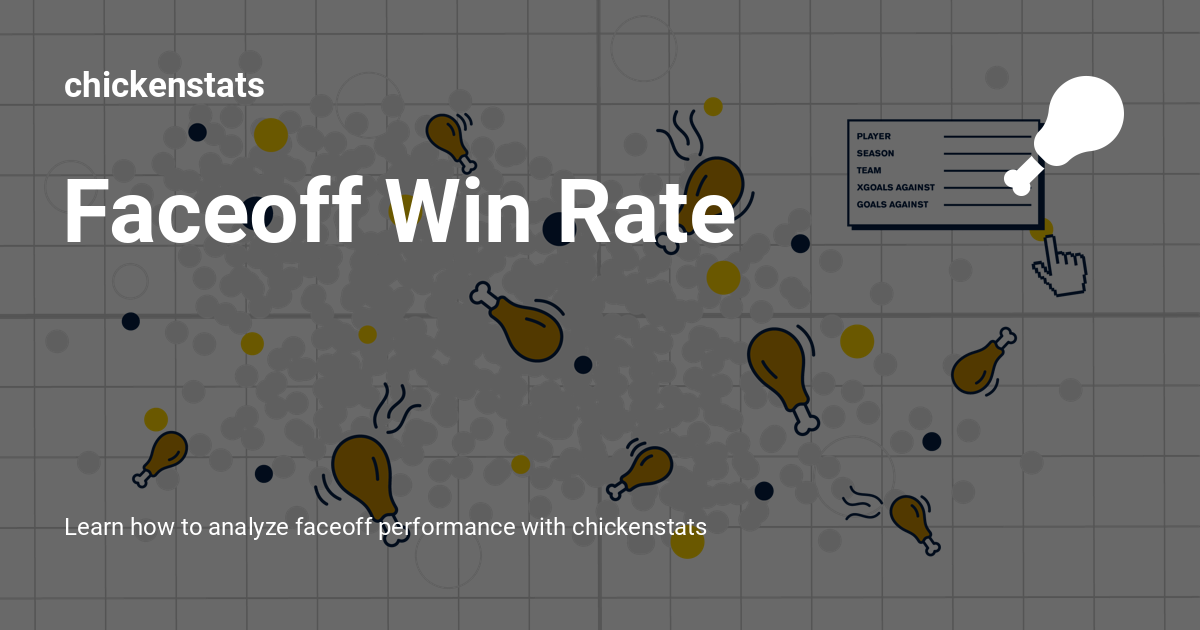 chickenstats
Faceoff Win Rate
PLAYER
SEASON
TEAM
XGOALS AGAINST
GOALS AGAINST
Learn how to analyze faceoff performance with chickenstats